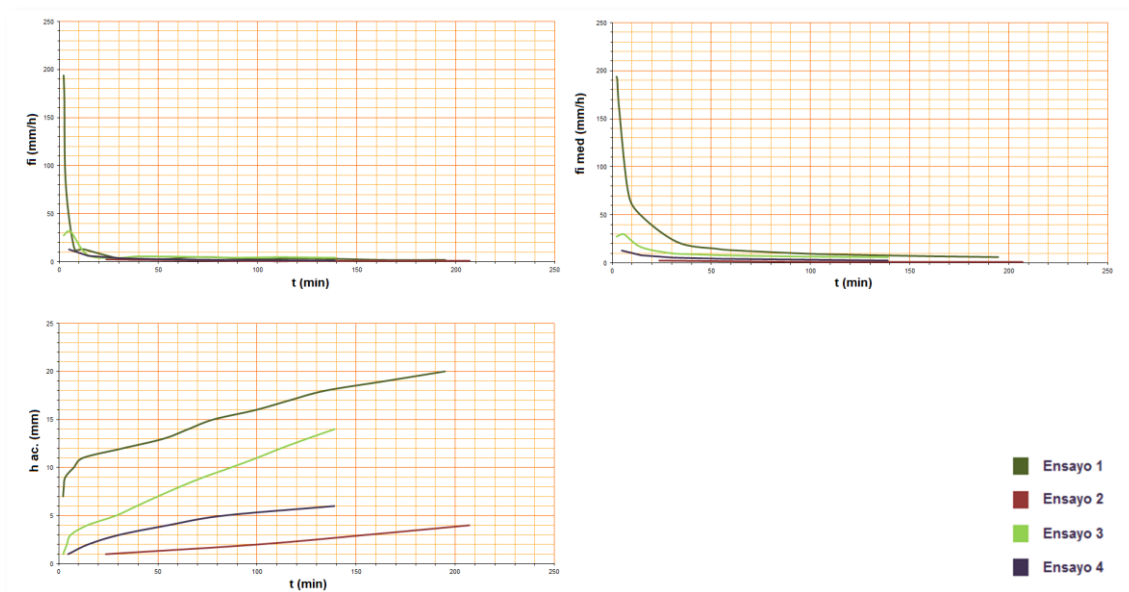 250
200
150
100
50
0
fi (mm/h)
0 50 100 150 200 250
t (min)
250
200
150
100
50
0
fi med (mm/h)
0 50 100 150 200 250
t (min)
25
20
15
10
5
0
h ac. (mm)
0 50 100 150 200 250
t (min)
Ensayo 1
Ensayo 2
Ensayo 3
Ensayo 4